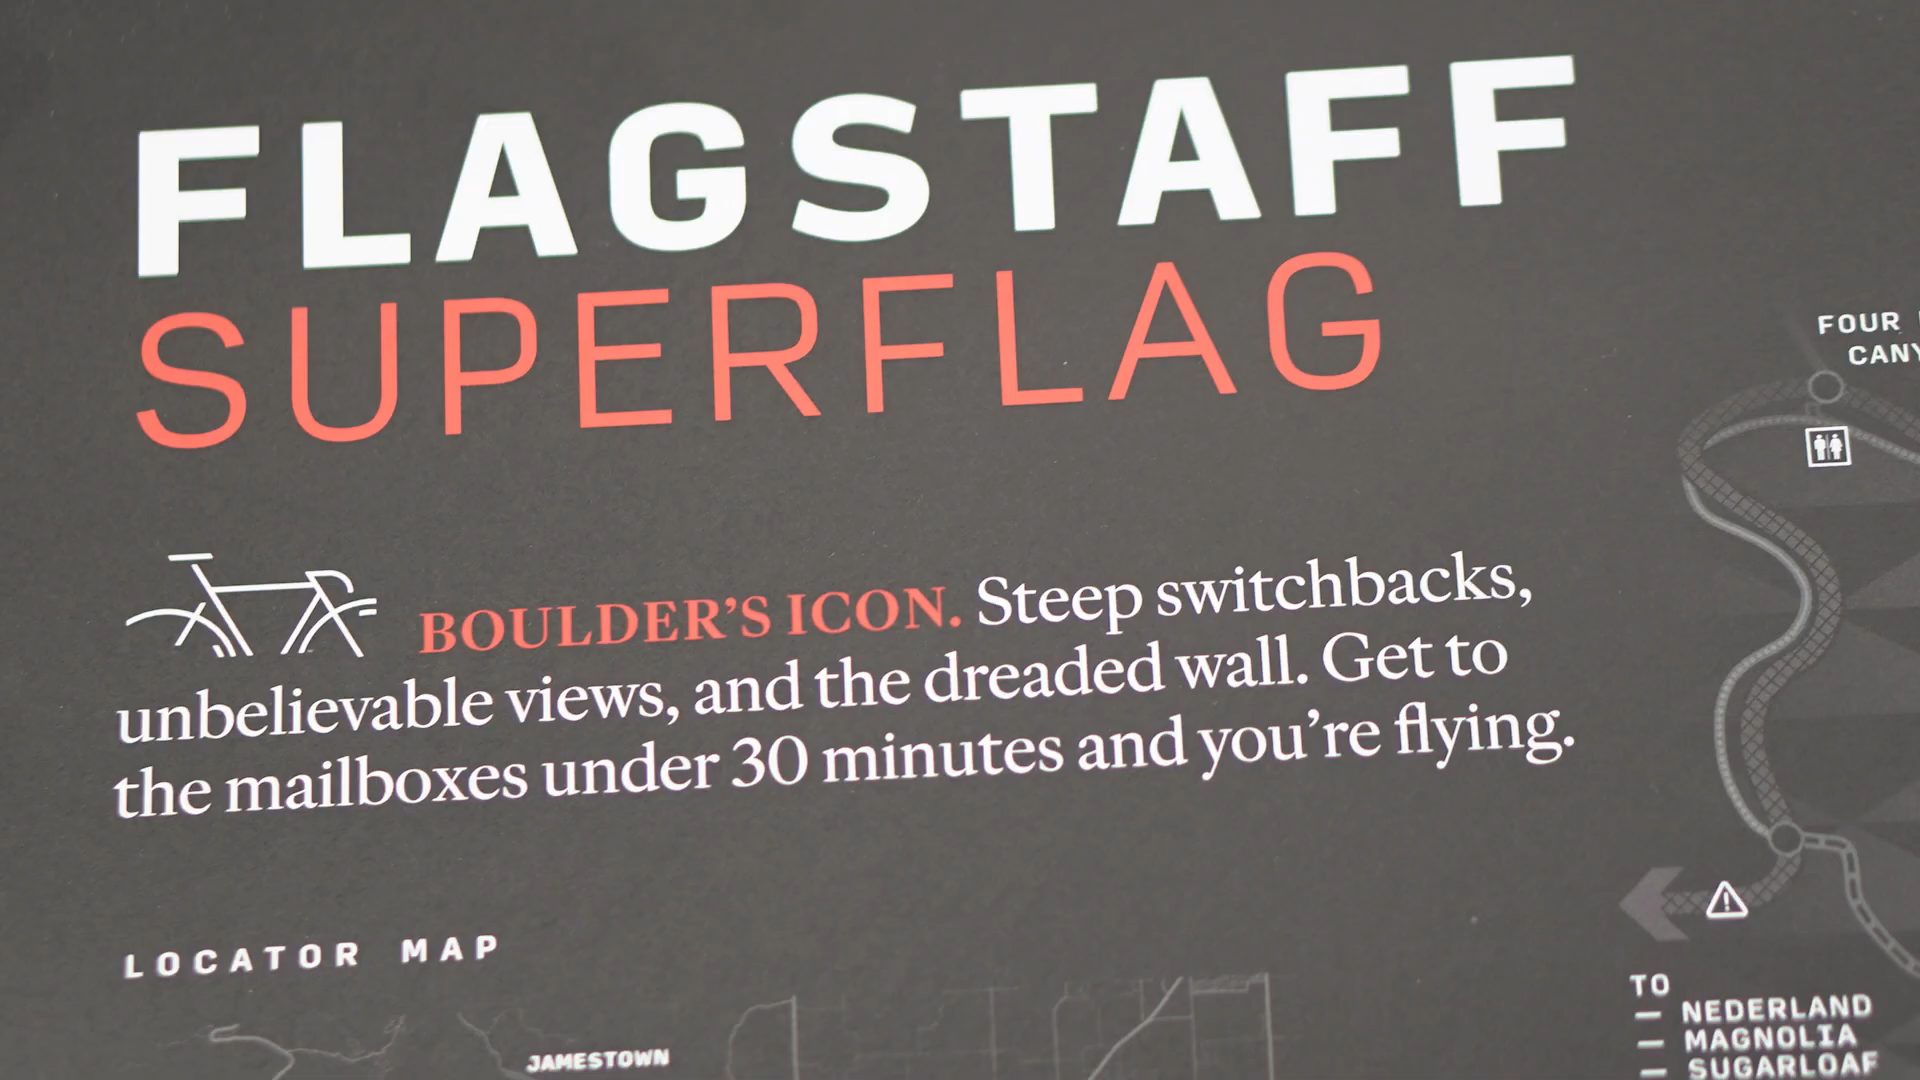 FLAGSTAFF
SUPERFLAG
BOULDER’S ICON. Steep switchbacks,
unbelievable views, and the dreaded wall. Get to
the mailboxes under 30 minutes and you’re flying.
LOCATOR MAP
JAMESTOWN
FOUR
TO
— NEDERLAND
— MAGNOLIA
— SUGARLOAF